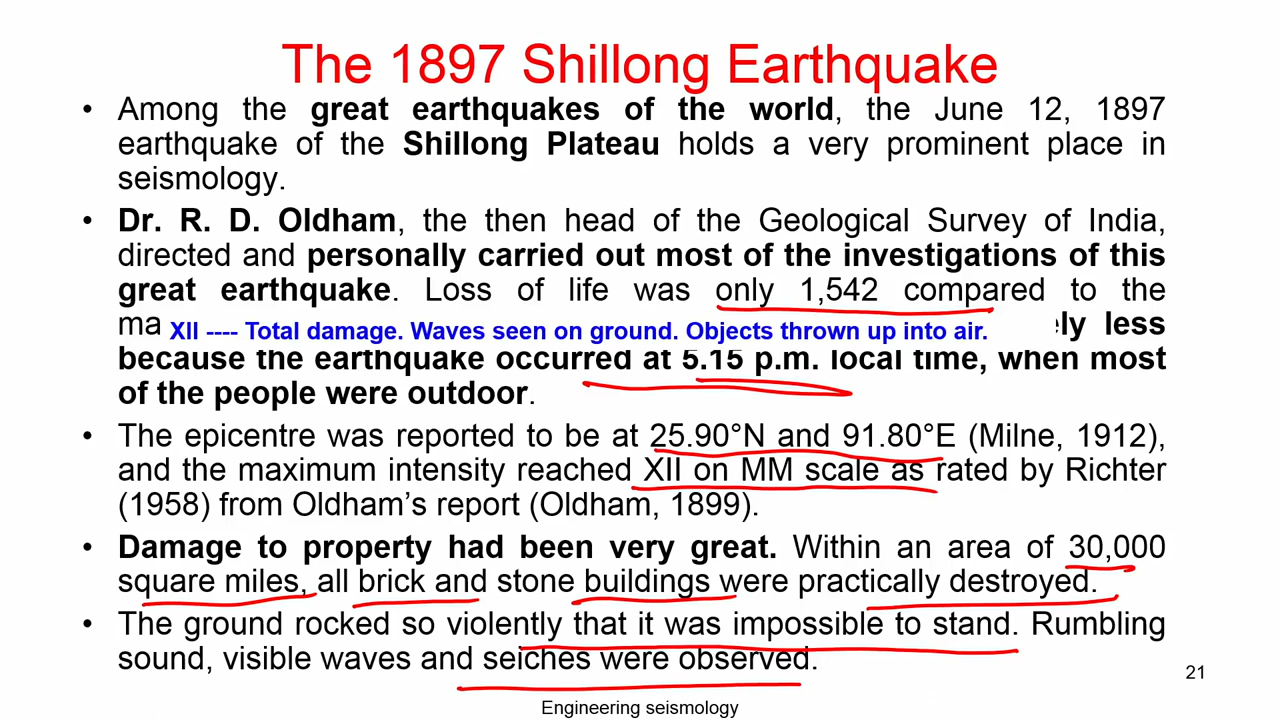 The 1897 Shillong Earthquake
• Among the great earthquakes of the world, the June 12, 1897
earthquake of the Shillong Plateau holds a very prominent place in
seismology.
• Dr. R. D. Oldham, the then head of the Geological Survey of India,
directed and personally carried out most of the investigations of this
great earthquake. Loss of life was only 1,542 compared to the
XII ---- Total damage. Waves seen on ground. Objects thrown up into air. less
because the earthquake occurred at 5.15 p.m. local time, when most
of the people were outdoor.
• The epicentre was reported to be at 25.90°N and 91.80°E (Milne, 1912),
and the maximum intensity reached XII on MM scale as rated by Richter
(1958) from Oldham’s report (Oldham, 1899).
• Damage to property had been very great. Within an area of 30,000
square miles, all brick and stone buildings were practically destroyed.
• The ground rocked so violently that it was impossible to stand. Rumbling
sound, visible waves and seiches were observed.
21
Engineering seismology